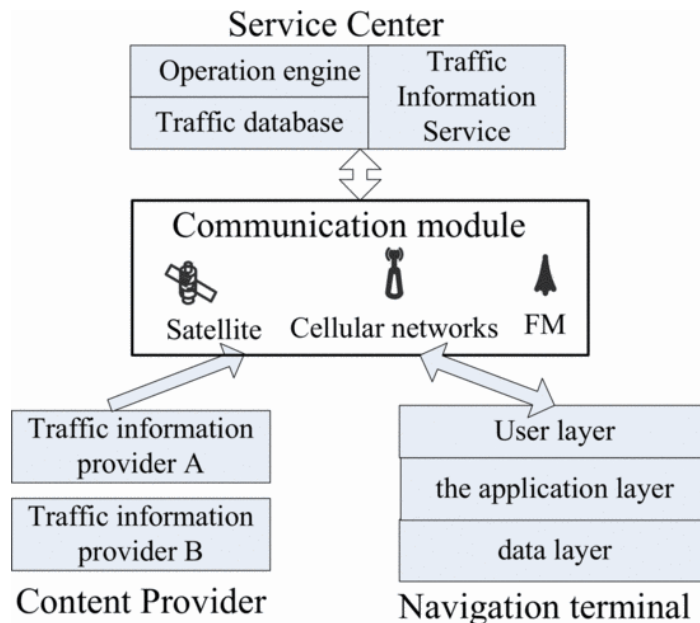 Service Center
Operation engine
Traffic database
Traffic
Information
Service
Communication module
Satellite
Cellular networks
FM
Traffic information
provider A
Traffic information
provider B
Content Provider
User layer
the application layer
data layer
Navigation terminal